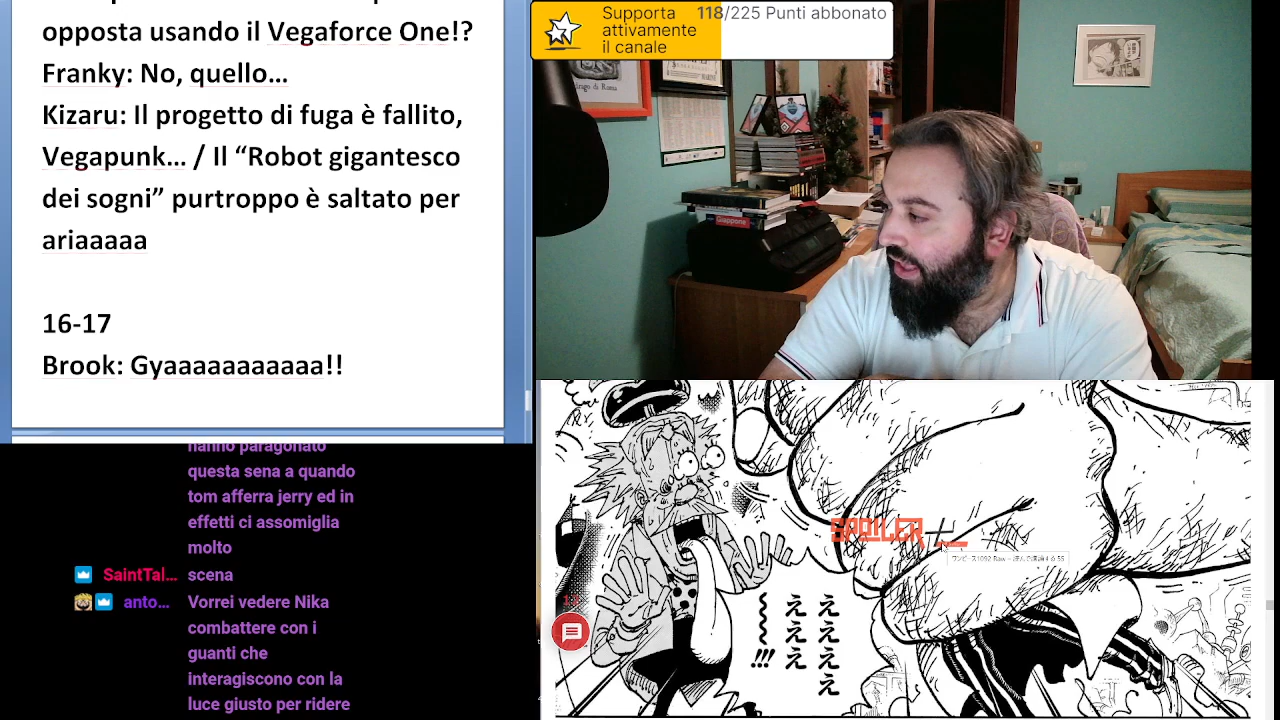 opposta usando il Vegaforce One!?
Franky: No, quello...
Kizaru: Il progetto di fuga è fallito,
Vegapunk... / Il “Robot gigantesco
dei sogni” purtroppo è saltato per
ariaaaaa
16-17
Brook: Gyaaaaaaaaaaa!!
Supporta
attivamente
il canale
118/225 Punti abbonato
Giappone
hanno paragonato
questa sena a quando
tom afferra jerry ed in
effetti ci assomiglia
molto
SaintTal... scena
anto... Vorrei vedere Nika
combattere con i
guanti che
interagiscono con la
luce giusto per ridere
SPOILER
ええええ
えええ
!!!